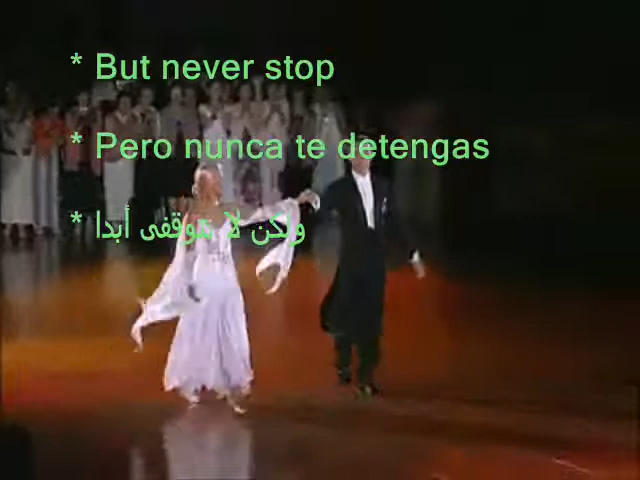 * But never stop
* Pero nunca te detengas
* ولكن لا تتوقفى أبدا